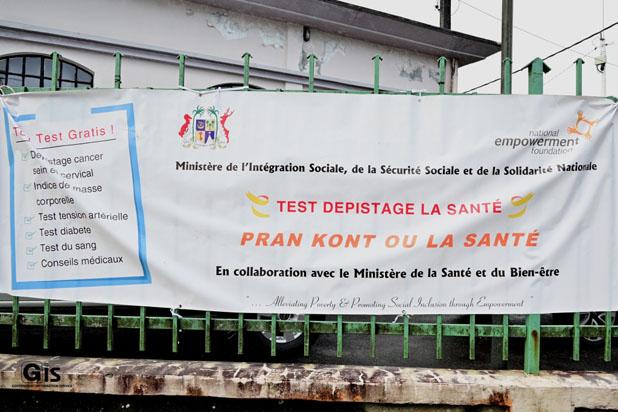 Test Gratis !
Dépistage cancer
sein et cervical
Indice de masse
corporelle
Test tension artérielle
Test diabete
Test du sang
Conseils médicaux
national
empowerment
foundation
Ministère de l'Intégration Sociale, de la Sécurité Sociale et de la Solidarité Nationale
TEST DEPISTAGE LA SANTÉ
PRAN KONT OU LA SANTÉ
En collaboration avec le Ministère de la Santé et du Bien-être
... Alleviating Poverty & Promoting Social Inclusion through Empowerment
GIS